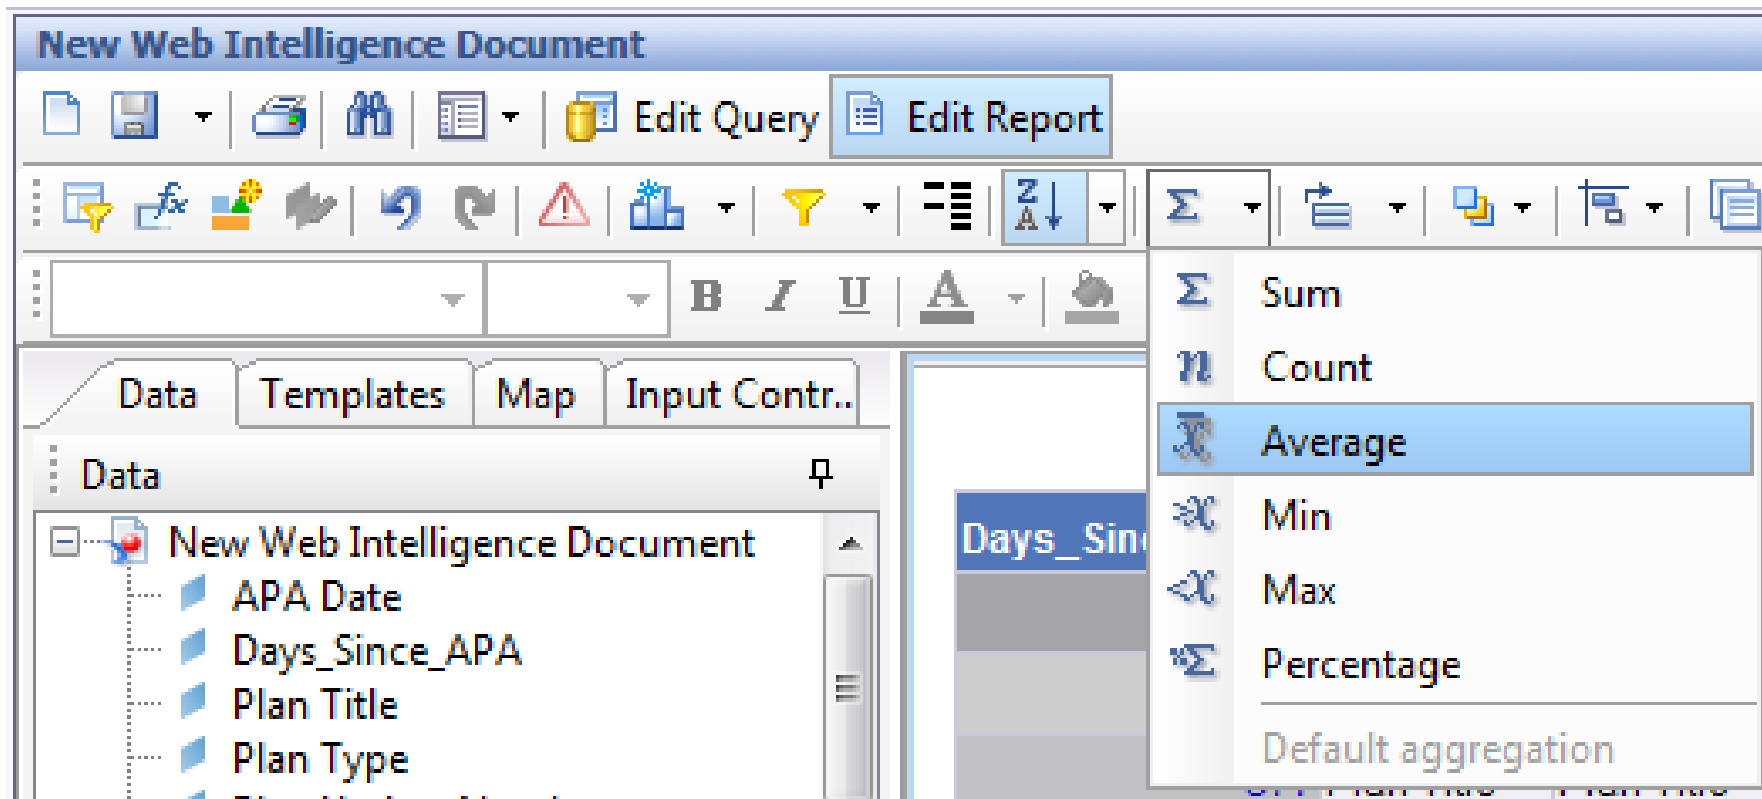 New Web Intelligence Document
Edit Query Edit Report
B I U A
Sum
Count
Average
Min
Max
Percentage
Default aggregation
Data Templates Map Input Contr..
Data
New Web Intelligence Document
APA Date
Days_Since_APA
Plan Title
Plan Type
Days_Sin